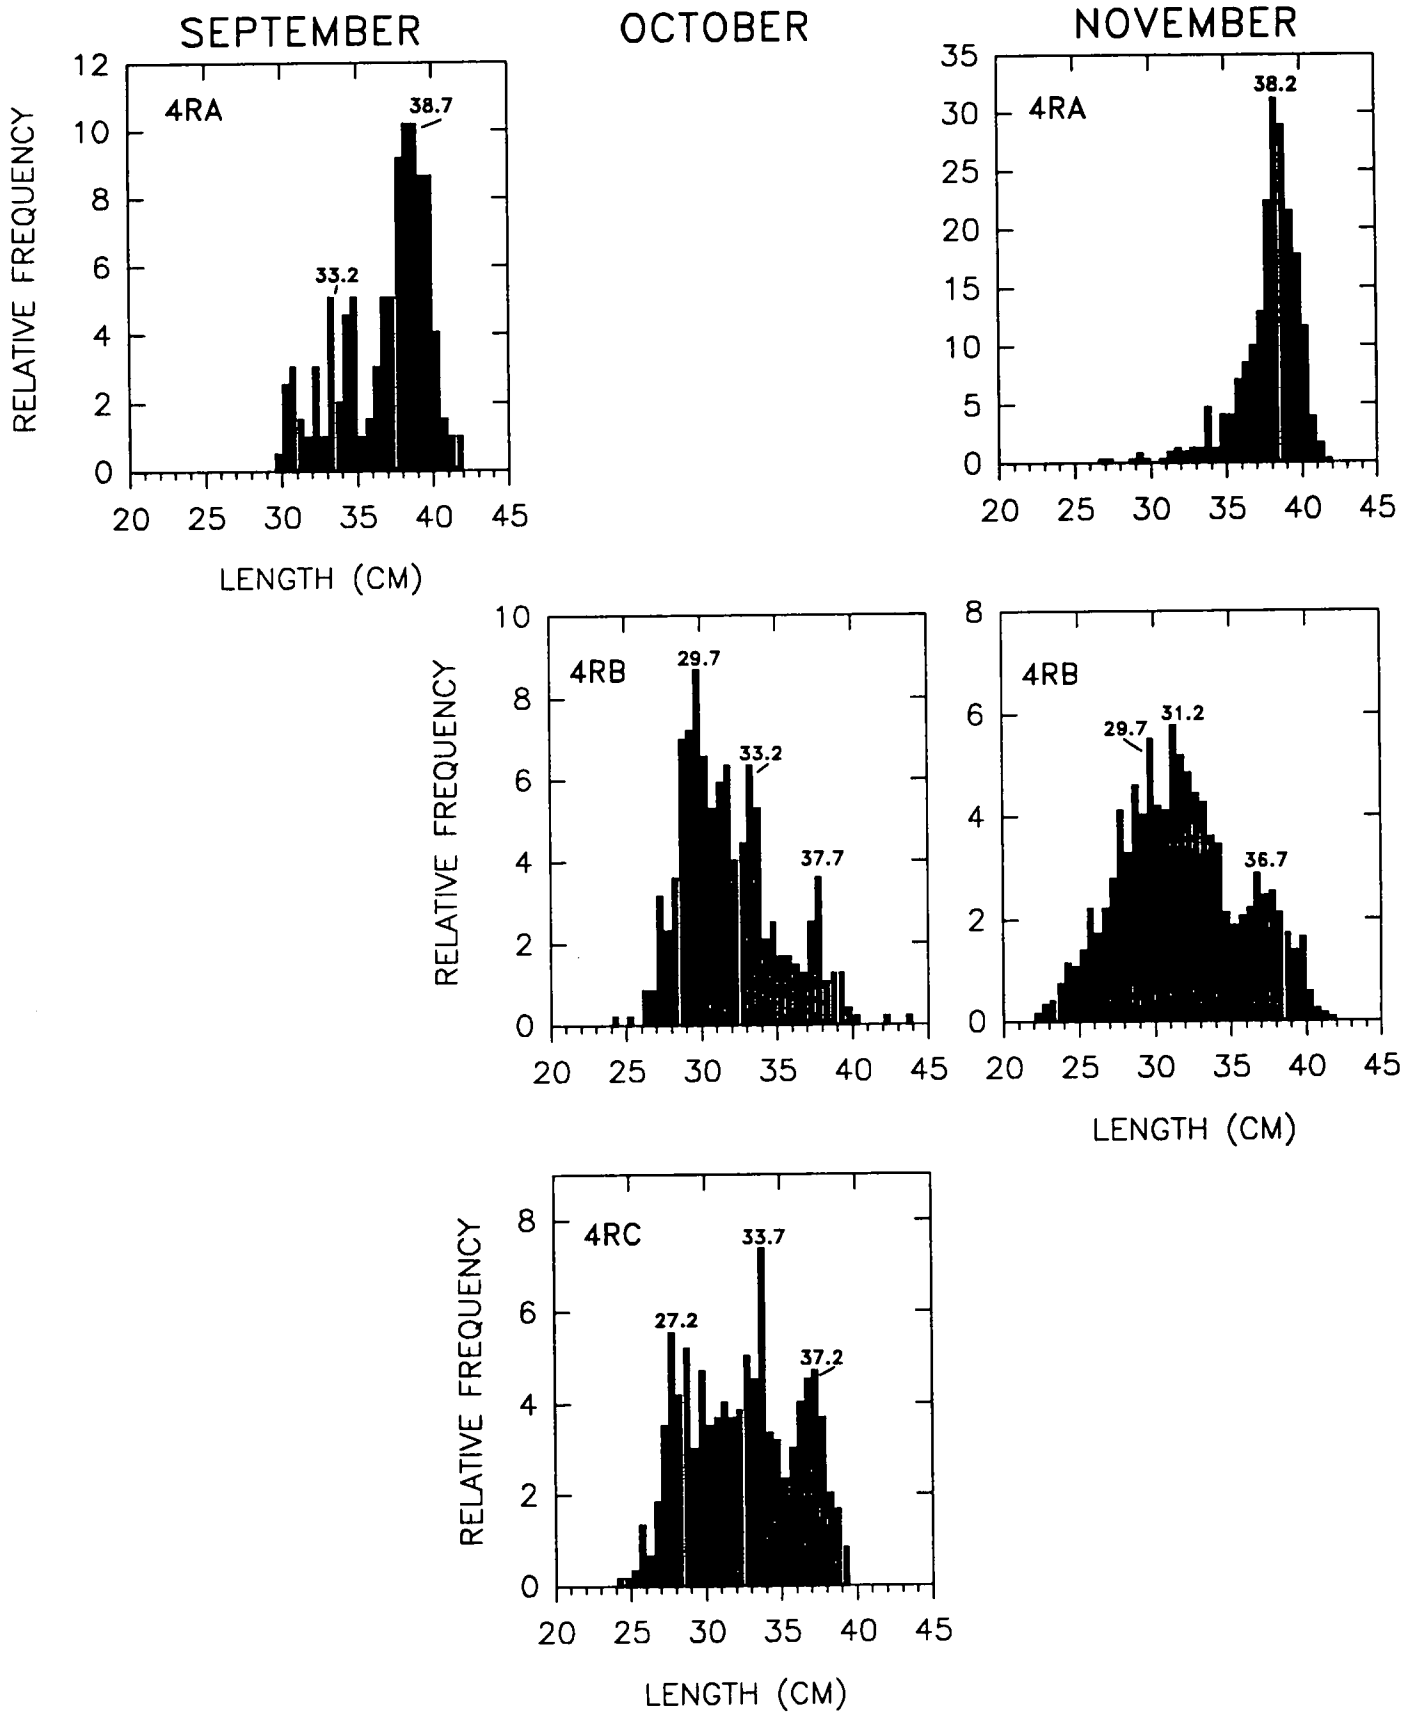 SEPTEMBER OCTOBER NOVEMBER
RELATIVE FREQUENCY
12
10
8
6
4
2
0
4RA
38.7
33.2
20 25 30 35 40 45
LENGTH (CM)
35
30
25
20
15
10
5
0
4RA
38.2
20 25 30 35 40 45
RELATIVE FREQUENCY
10
8
6
4
2
0
4RB
29.7
33.2
37.7
20 25 30 35 40 45
8
6
4
2
0
4RB
29.7
31.2
36.7
20 25 30 35 40 45
LENGTH (CM)
RELATIVE FREQUENCY
8
6
4
2
0
4RC
27.2
33.7
37.2
20 25 30 35 40 45
LENGTH (CM)